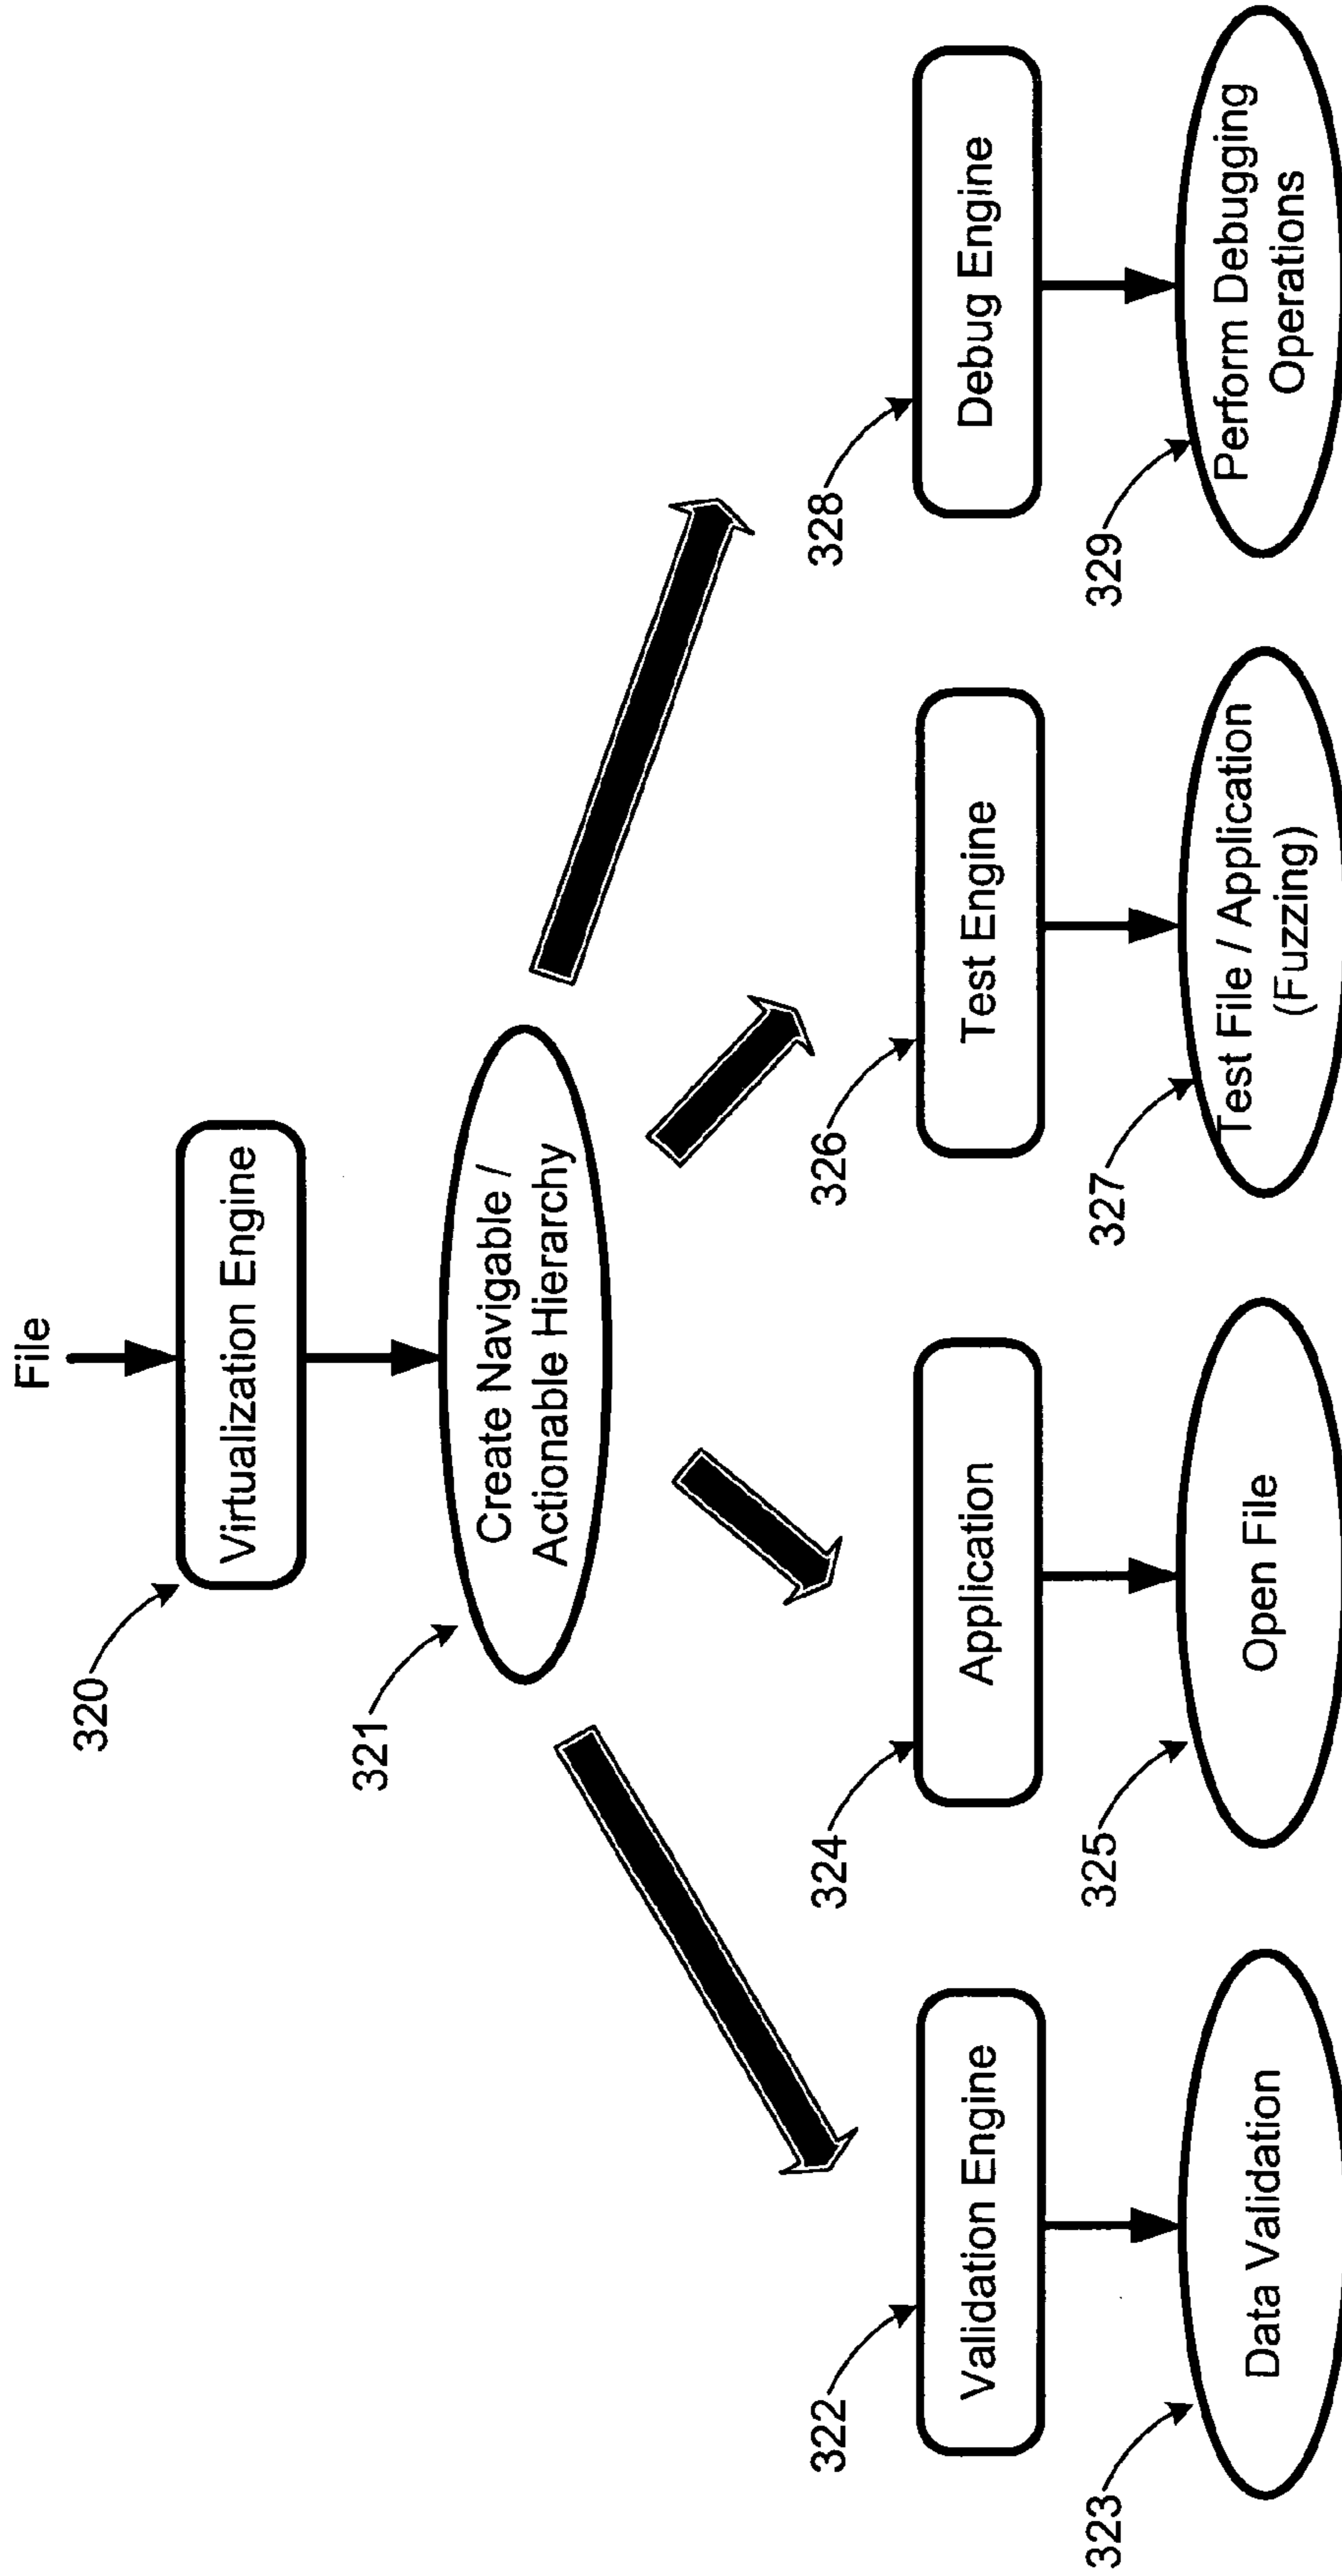 File
320
Virtualization Engine
321
Create Navigable /
Actionable Hierarchy
322
Validation Engine
323
Data Validation
324
Application
325
Open File
326
Test Engine
327
Test File / Application
(Fuzzing)
328
Debug Engine
329
Perform Debugging
Operations